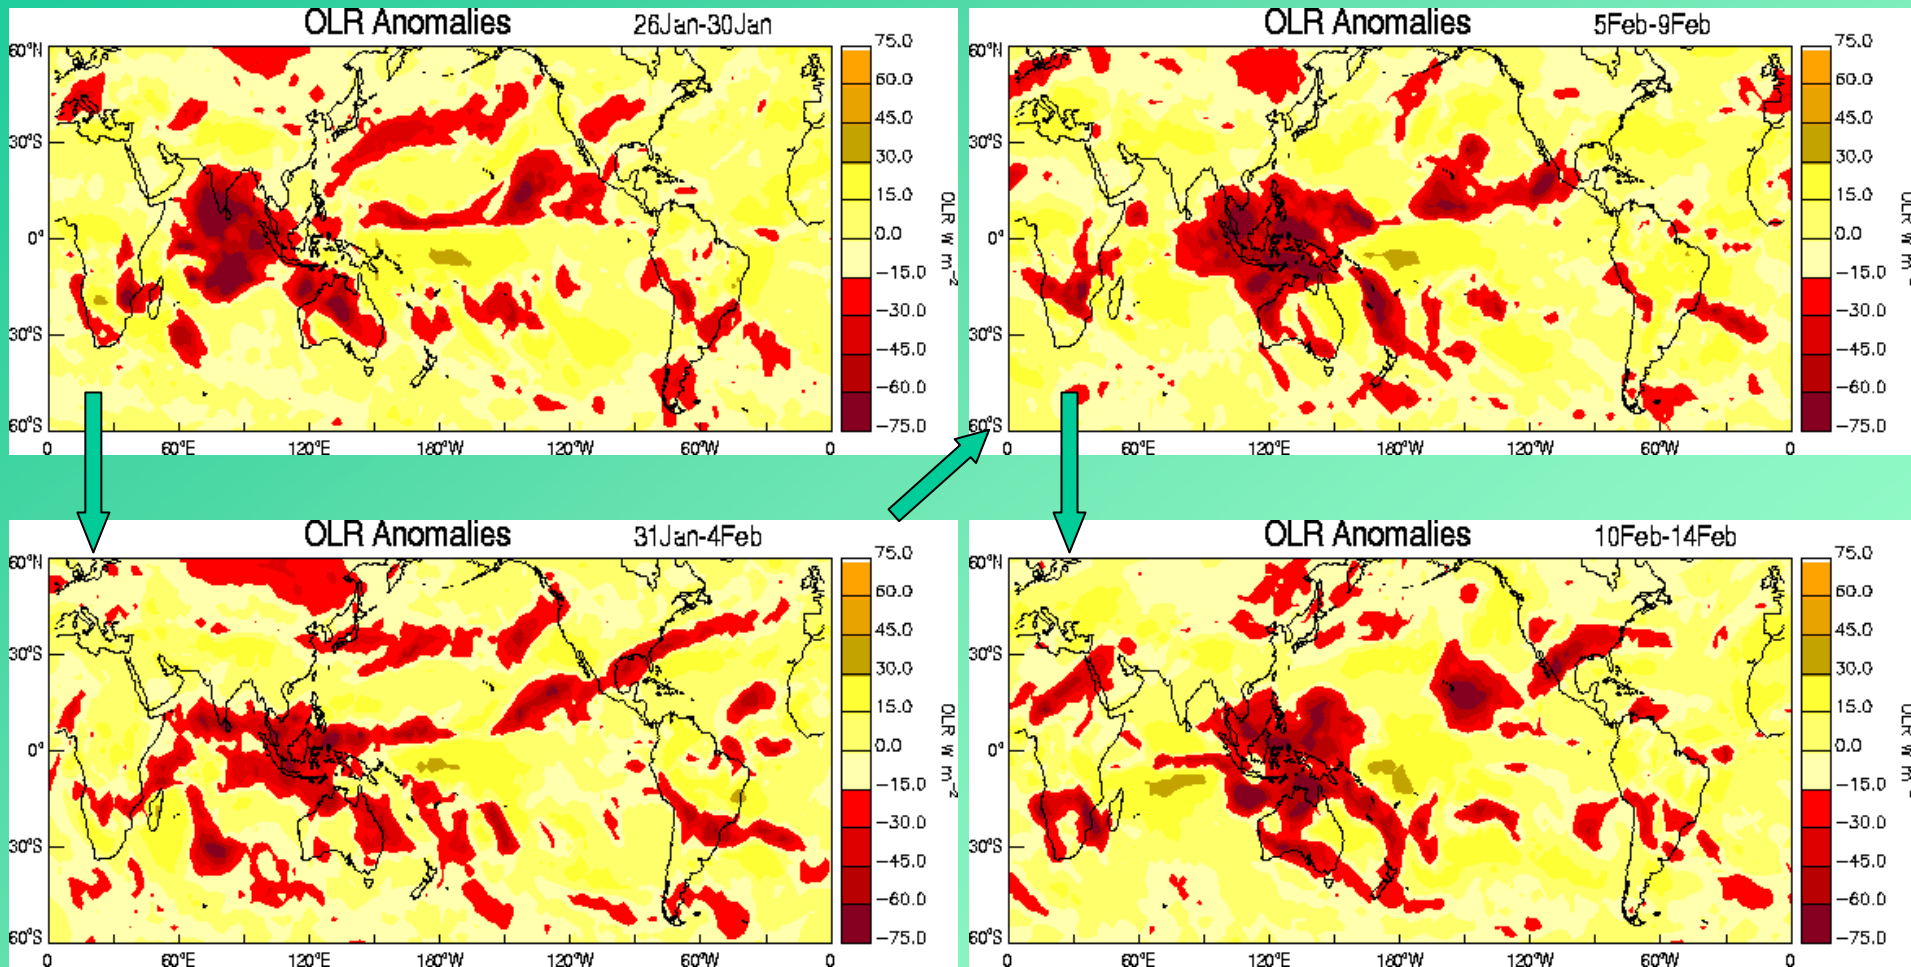 OLR Anomalies 26Jan-30Jan
60°N
30°S
0°
30°S
60°S
0 60°E 120°E 180°W 120°W 60°W 0
75.0
60.0
45.0
30.0
15.0
0.0
−15.0
−30.0
−45.0
−60.0
−75.0
OLR W m⁻²
OLR Anomalies 31Jan-4Feb
60°N
30°S
0°
30°S
60°S
0 60°E 120°E 180°W 120°W 60°W 0
75.0
60.0
45.0
30.0
15.0
0.0
−15.0
−30.0
−45.0
−60.0
−75.0
OLR W m⁻²
OLR Anomalies 5Feb-9Feb
60°N
30°S
0°
30°S
60°S
0 60°E 120°E 180°W 120°W 60°W 0
75.0
60.0
45.0
30.0
15.0
0.0
−15.0
−30.0
−45.0
−60.0
−75.0
OLR W m
OLR Anomalies 10Feb-14Feb
60°N
30°S
0°
30°S
60°S
0 60°E 120°E 180°W 120°W 60°W 0
75.0
60.0
45.0
30.0
15.0
0.0
−15.0
−30.0
−45.0
−60.0
−75.0
OLR W m